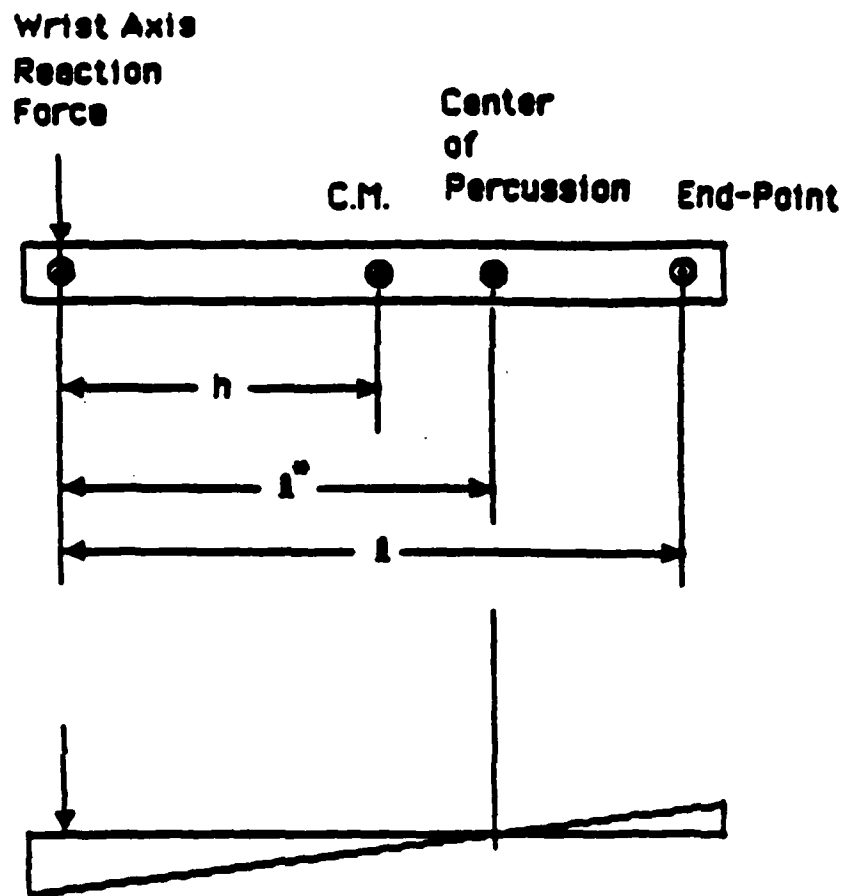 Wrist Axis
Reaction
Force
Center
of
Percussion
C.M.
End-Point
h
l*
l